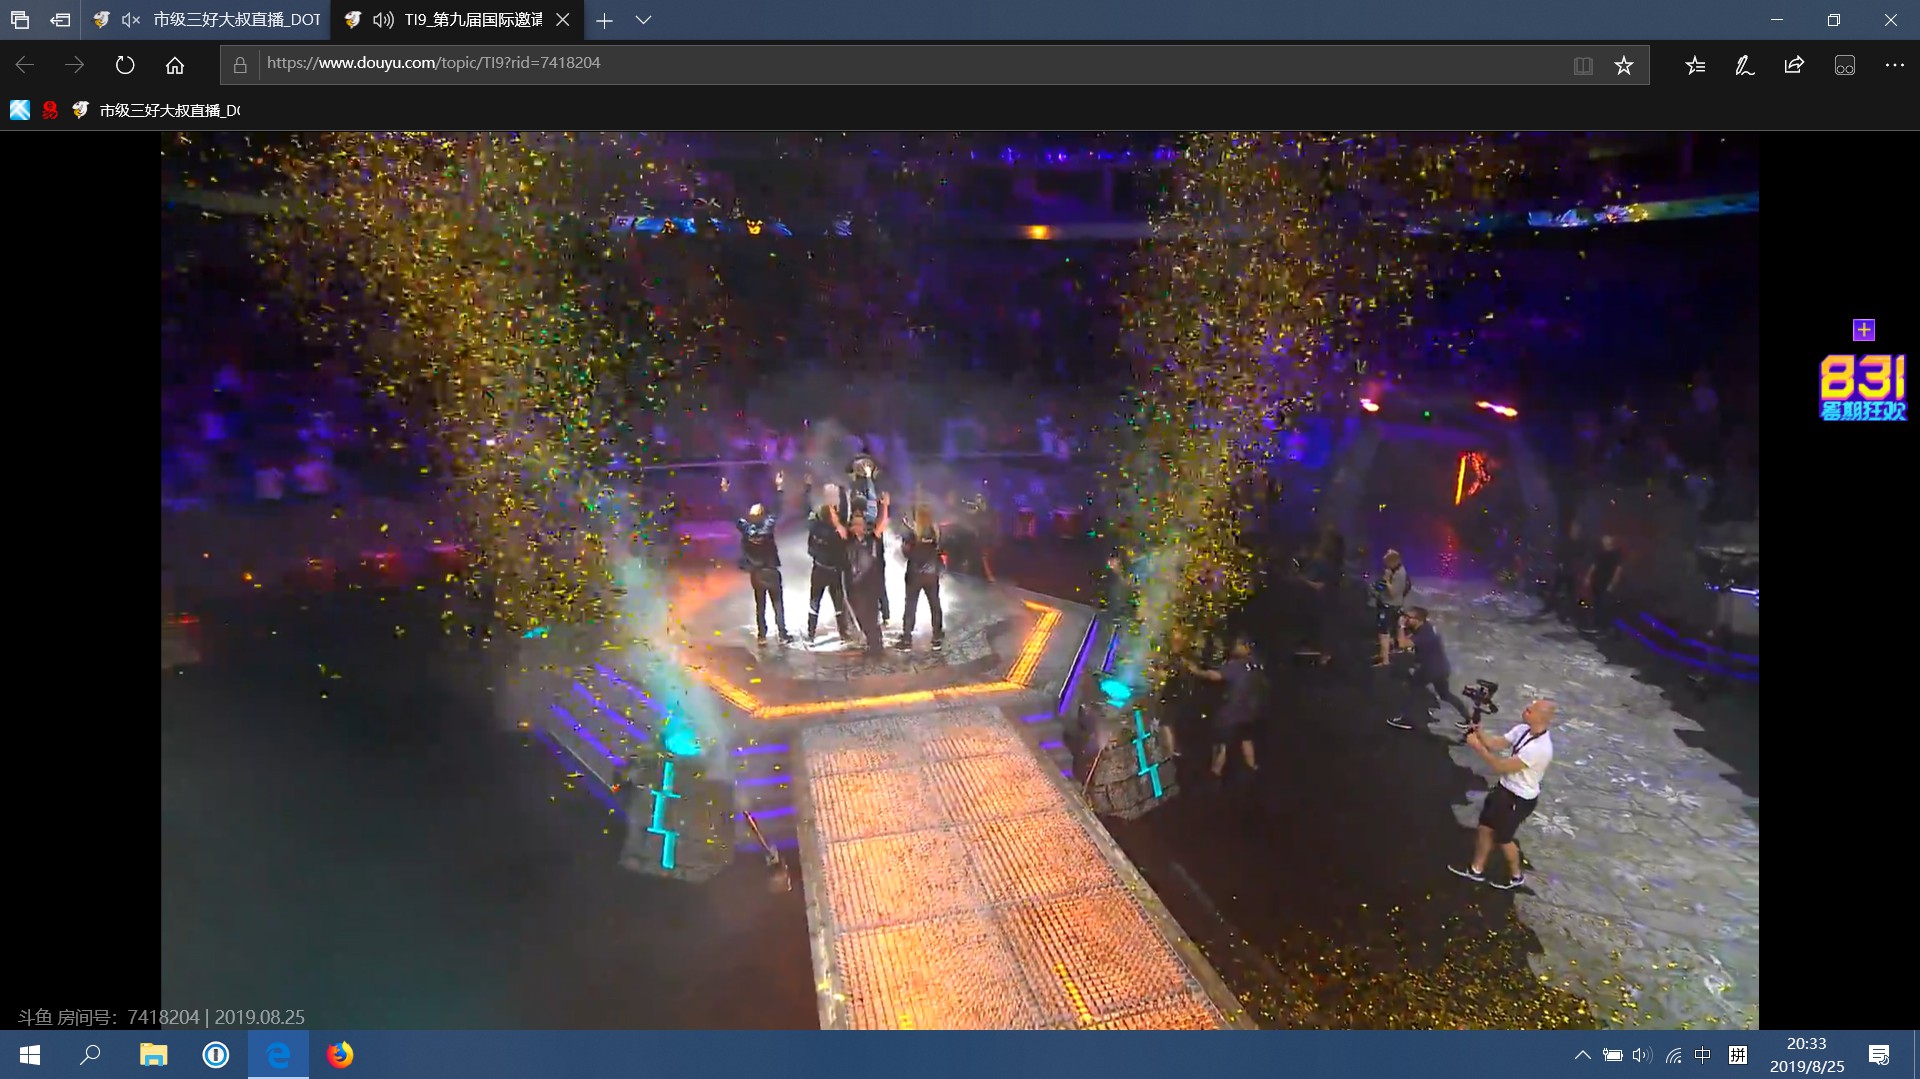 市级三好大叔直播_DOT
TI9_第九届国际邀请
https://www.douyu.com/topic/TI9?rid=7418204
市级三好大叔直播_DO
831
暑期狂欢
斗鱼 房间号：7418204 | 2019.08.25
中
拼
20:33
2019/8/25